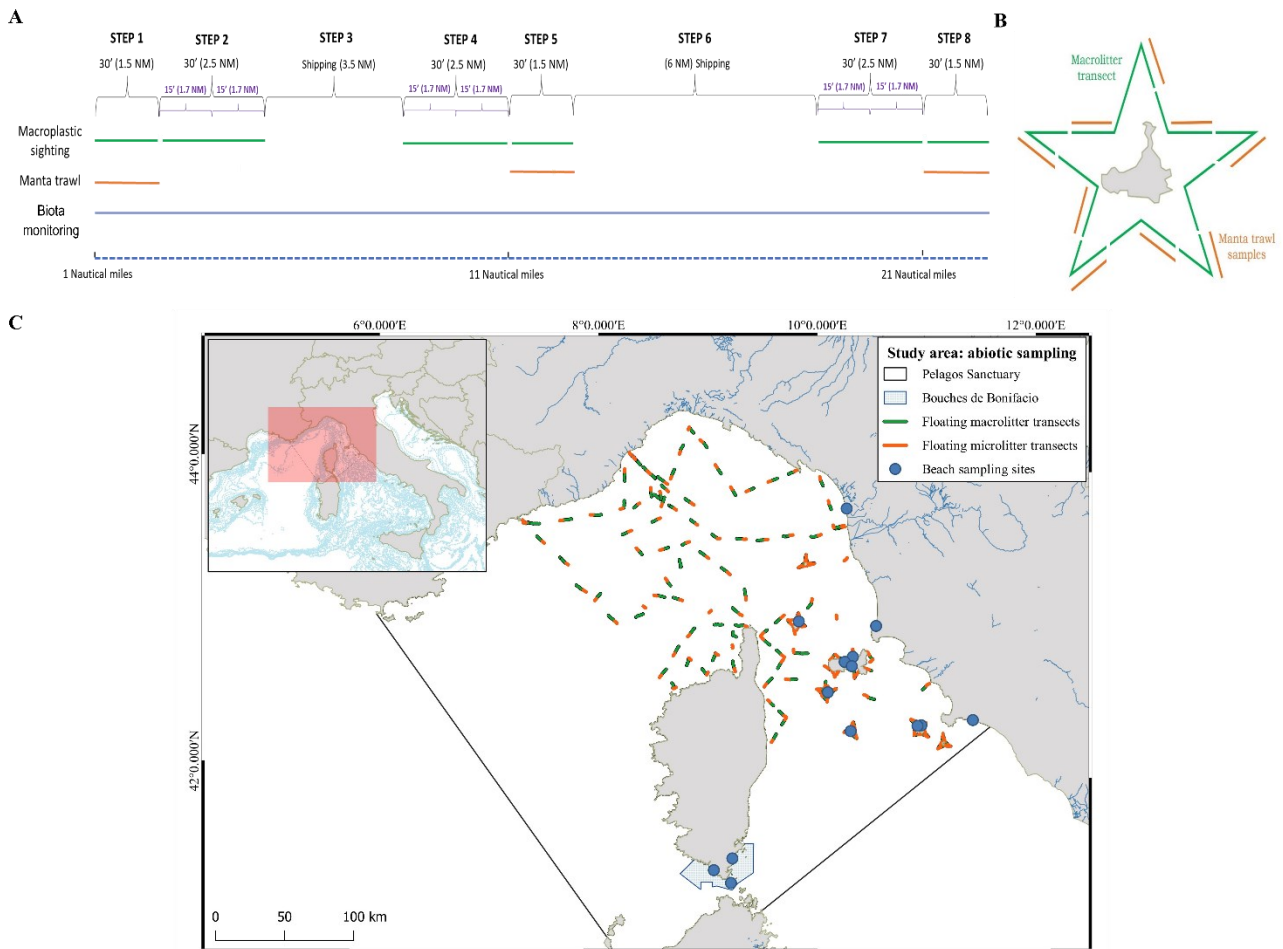 A
STEP 1
STEP 2
STEP 3
STEP 4
STEP 5
STEP 6
STEP 7
STEP 8
30’ (1.5 NM)
30’ (2.5 NM)
Shipping (3.5 NM)
30’ (2.5 NM)
30’ (1.5 NM)
(6 NM) Shipping
30’ (2.5 NM)
30’ (1.5 NM)
15’ (1.7 NM)
15’ (1.7 NM)
15’ (1.7 NM)
15’ (1.7 NM)
15’ (1.7 NM)
15’ (1.7 NM)
Macroplastic
sighting
Manta trawl
Biota
monitoring
1 Nautical miles
11 Nautical miles
21 Nautical miles
B
Macrolitter
transect
Manta trawl
samples
C
6°0.000'E
8°0.000'E
10°0.000'E
12°0.000'E
44°0.000'N
42°0.000'N
Study area: abiotic sampling
Pelagos Sanctuary
Bouches de Bonifacio
Floating macrolitter transects
Floating microlitter transects
Beach sampling sites
0
50
100 km